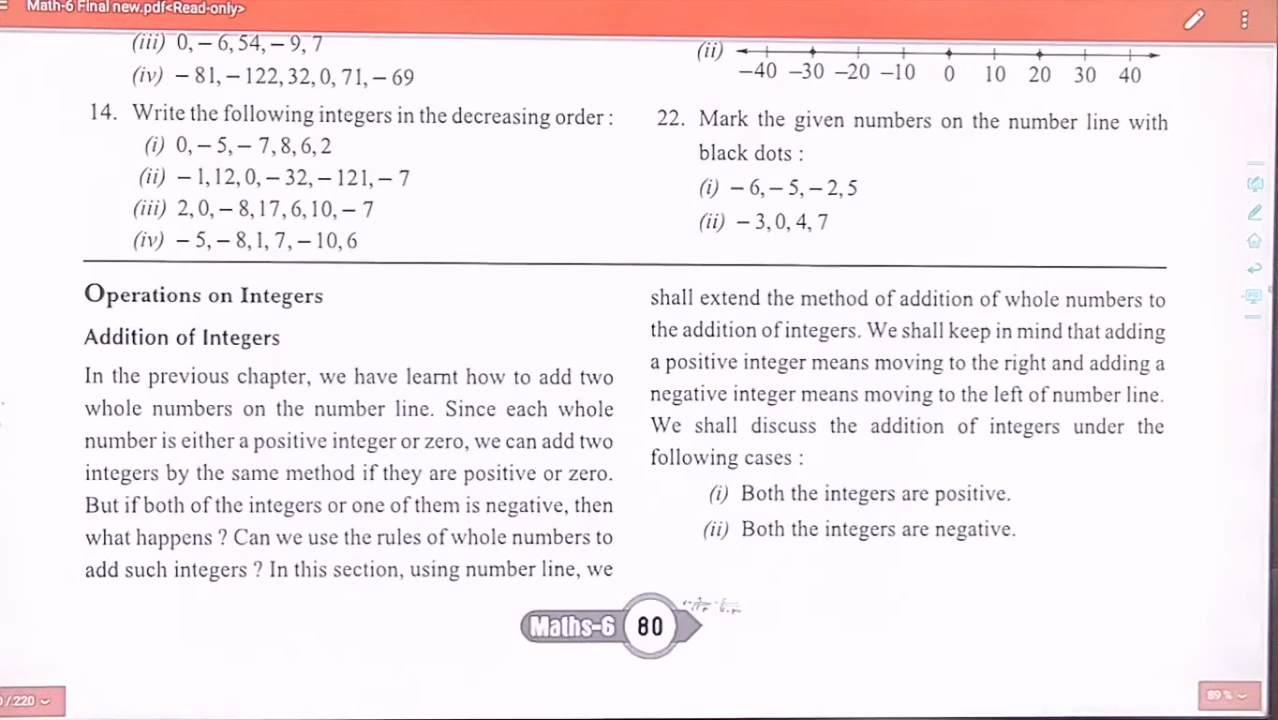 Math-6 Final new.pdf<Read-only>
(iii) 0, – 6, 54, – 9, 7
(iv) – 81, – 122, 32, 0, 71, – 69
14. Write the following integers in the decreasing order :
(i) 0, – 5, – 7, 8, 6, 2
(ii) – 1, 12, 0, – 32, – 121, – 7
(iii) 2, 0, – 8, 17, 6, 10, – 7
(iv) – 5, – 8, 1, 7, – 10, 6
(ii)
–40 –30 –20 –10 0 10 20 30 40
22. Mark the given numbers on the number line with
black dots :
(i) – 6, – 5, – 2, 5
(ii) – 3, 0, 4, 7
Operations on Integers
Addition of Integers
In the previous chapter, we have learnt how to add two
whole numbers on the number line. Since each whole
number is either a positive integer or zero, we can add two
integers by the same method if they are positive or zero.
But if both of the integers or one of them is negative, then
what happens ? Can we use the rules of whole numbers to
add such integers ? In this section, using number line, we
shall extend the method of addition of whole numbers to
the addition of integers. We shall keep in mind that adding
a positive integer means moving to the right and adding a
negative integer means moving to the left of number line.
We shall discuss the addition of integers under the
following cases :
(i) Both the integers are positive.
(ii) Both the integers are negative.
Maths-6 80
/220
89%